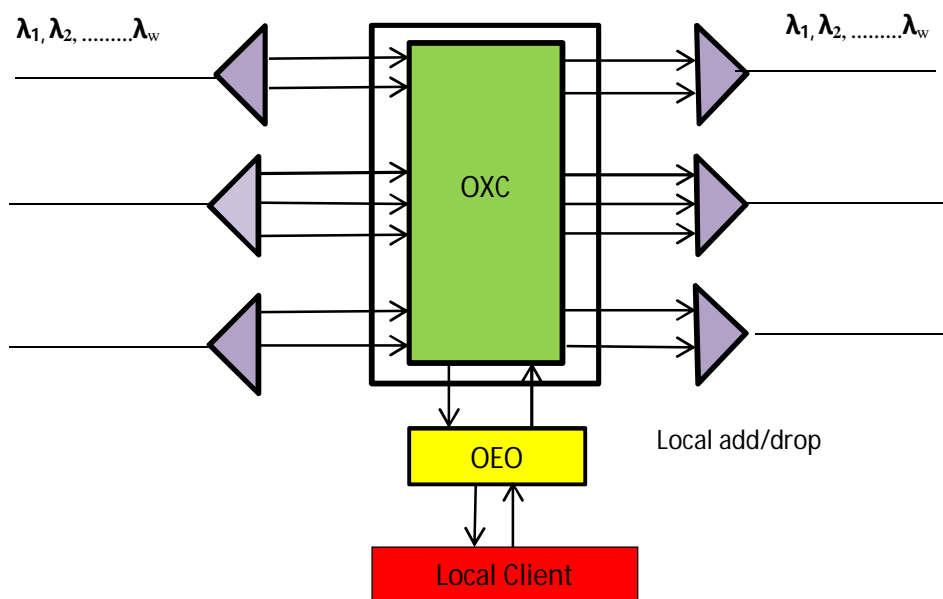 λ₁, λ₂, .........λw
λ₁, λ₂, .........λw
OXC
Local add/drop
OEO
Local Client